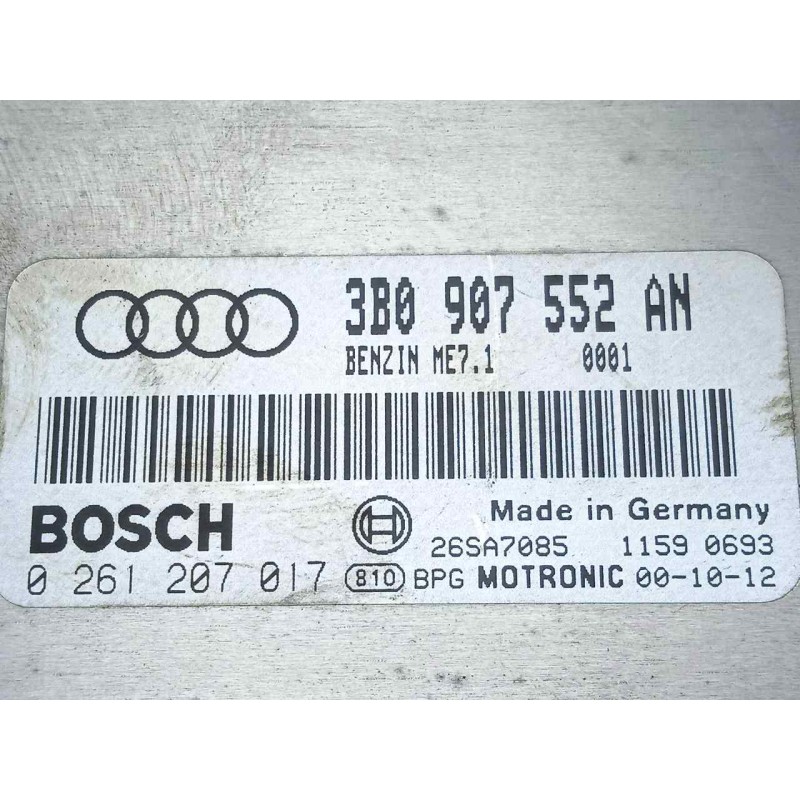 3B0 907 552 AN
BENZIN ME7.1 0001
BOSCH Made in Germany
26SA7085 1159 0693
0 261 207 017 810 BPG MOTRONIC 00-10-12